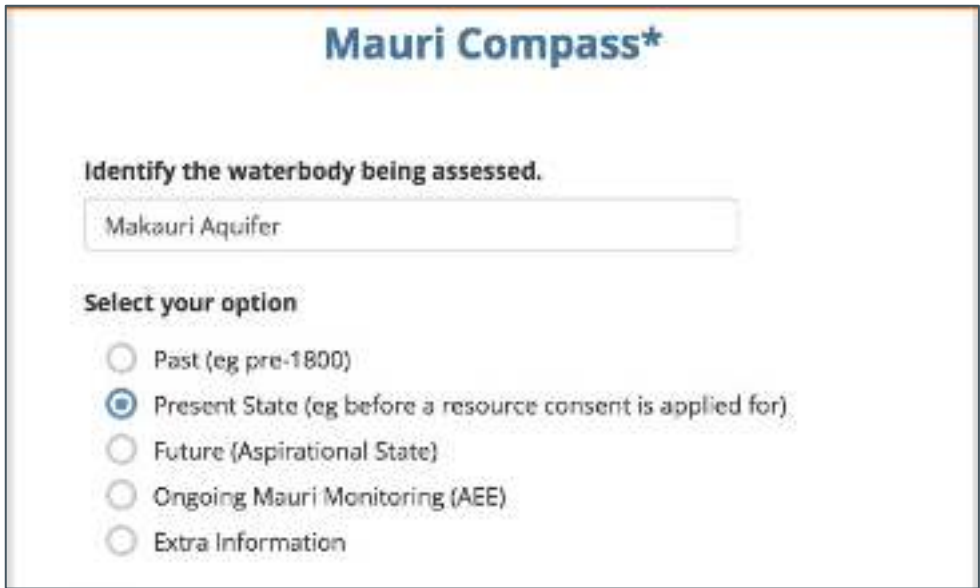 Mauri Compass*
Identify the waterbody being assessed.
Makauri Aquifer
Select your option
Past (eg pre-1800)
Present State (eg before a resource consent is applied for)
Future (Aspirational State)
Ongoing Mauri Monitoring (AEE)
Extra Information